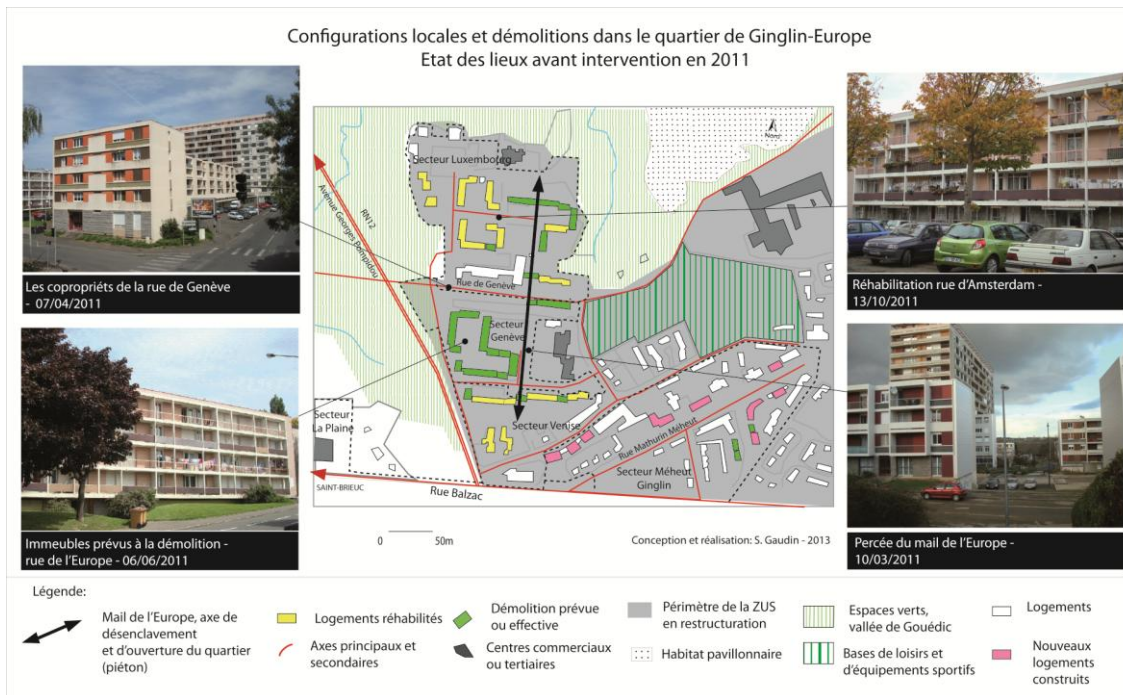 Configurations locales et démolitions dans le quartier de Ginglin-Europe
Etat des lieux avant intervention en 2011
Les copropriéts de la rue de Genève
- 07/04/2011
Immeubles prévus à la démolition -
rue de l'Europe - 06/06/2011
Secteur Luxembourg
Nord
RN12
Avenue Georges Pompidou
Rue de Genève
Secteur
Genève
Secteur
La Plaine
Secteur Venise
Rue Mathurin Méheut
Secteur Méheut
Ginglin
SAINT-BRIEUC
Rue Balzac
0 50m
Conception et réalisation: S. Gaudin - 2013
Réhabilitation rue d'Amsterdam -
13/10/2011
Percée du mail de l'Europe -
10/03/2011
Légende:
Mail de l'Europe, axe de
désenclavement
et d'ouverture du quartier
(piéton)
Logements réhabilités
Axes principaux et
secondaires
Démolition prévue
ou effective
Centres commerciaux
ou tertiaires
Périmètre de la ZUS
en restructuration
Habitat pavillonnaire
Espaces verts,
vallée de Gouédic
Bases de loisirs et
d'équipements sportifs
Logements
Nouveaux
logements
construits